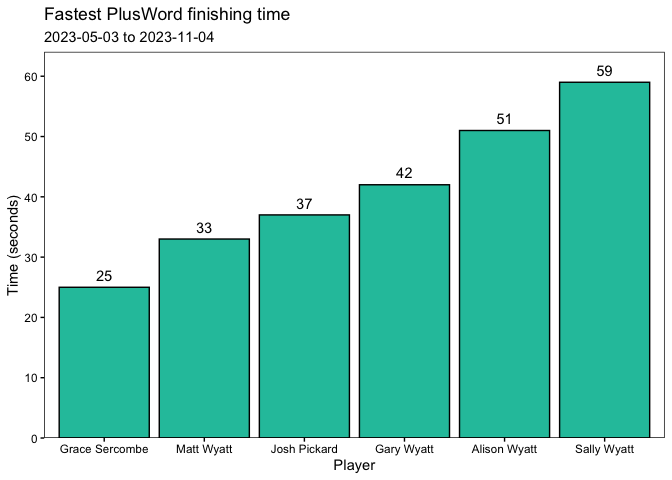 Fastest PlusWord finishing time
2023-05-03 to 2023-11-04
Time (seconds)
60
50
40
30
20
10
0
25
33
37
42
51
59
Grace Sercombe
Matt Wyatt
Josh Pickard
Gary Wyatt
Alison Wyatt
Sally Wyatt
Player